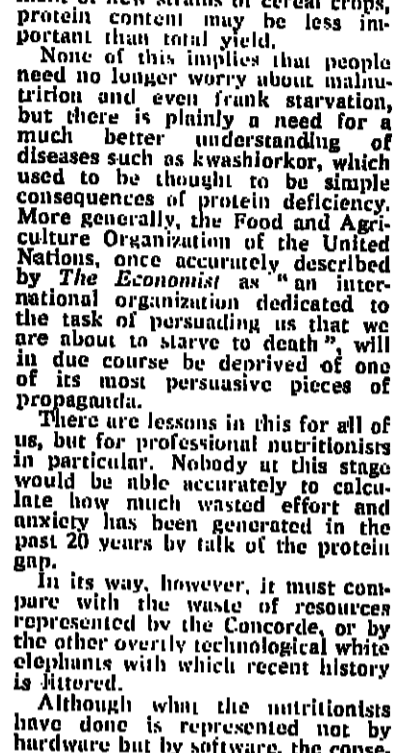 ment of new strains of cereal crops,
protein content may be less im-
portant than total yield.
None of this implies that people
need no longer worry about malnu-
trition and even frank starvation,
but there is plainly a need for a
much better understanding of
diseases such as kwashiorkor, which
used to be thought to be simple
consequences of protein deficiency.
More generally, the Food and Agri-
culture Organization of the United
Nations, once accurately described
by The Economist as "an inter-
national organization dedicated to
the task of persuading us that we
are about to starve to death", will
in due course be deprived of one
of its most persuasive pieces of
propaganda.
There are lessons in this for all of
us, but for professional nutritionists
in particular. Nobody at this stage
would be able accurately to calcu-
late how much wasted effort and
anxiety has been generated in the
past 20 years by talk of the protein
gap.
In its way, however, it must com-
pare with the waste of resources
represented by the Concorde, or by
the other overtly technological white
elephants with which recent history
is littered.
Although what the nutritionists
have done is represented not by
hardware but by software, the conse-